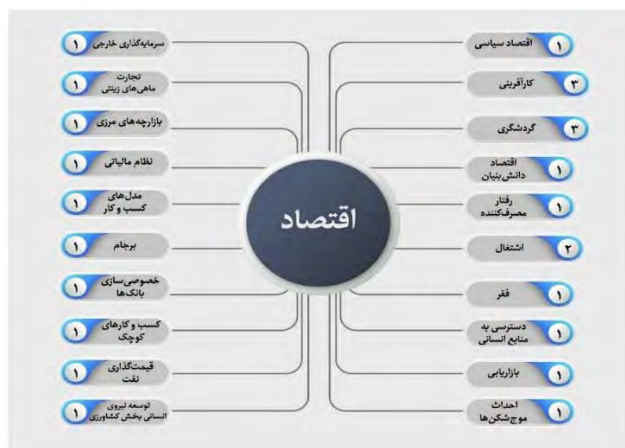 اقتصاد
اقتصاد سیاسی ۱
کارآفرینی ۳
گردشگری ۳
اقتصاد
دانش‌بنیان ۱
رفتار
مصرف‌کننده ۱
اشتغال ۲
فقر ۱
دسترسی به
منابع انسانی ۱
بازاریابی ۱
احداث
موج‌شکن‌ها ۱
سرمایه‌گذاری خارجی ۱
تجارت
ماهی‌های زینتی ۱
بازارچه‌های مرزی ۱
نظام مالیاتی ۱
مدل‌های
کسب و کار ۱
برجام ۱
خصوصی‌سازی
بانک‌ها ۱
کسب و کارهای
کوچک ۱
قیمت‌گذاری
نفت ۱
توسعه نیروی
انسانی بخش کشاورزی ۱